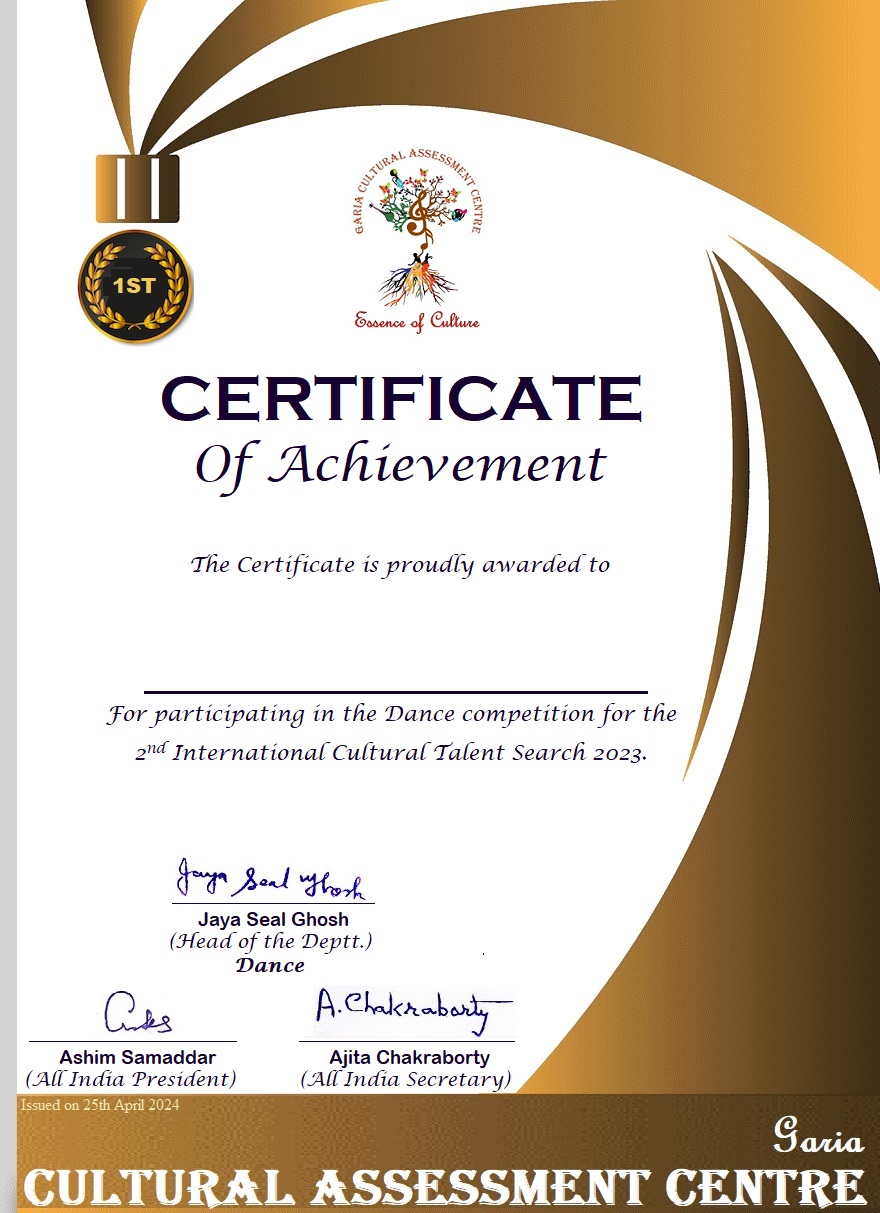 GARIA CULTURAL ASSESSMENT CENTRE
Essence of Culture
1ST
CERTIFICATE
Of Achievement
The Certificate is proudly awarded to
For participating in the Dance competition for the
2nd International Cultural Talent Search 2023.
Jaya Seal Ghosh
Jaya Seal Ghosh
(Head of the Deptt.)
Dance
A. Chakraborty
Ashim Samaddar
(All India President)
Ajita Chakraborty
(All India Secretary)
Issued on 25th April 2024
Garia
CULTURAL ASSESSMENT CENTRE